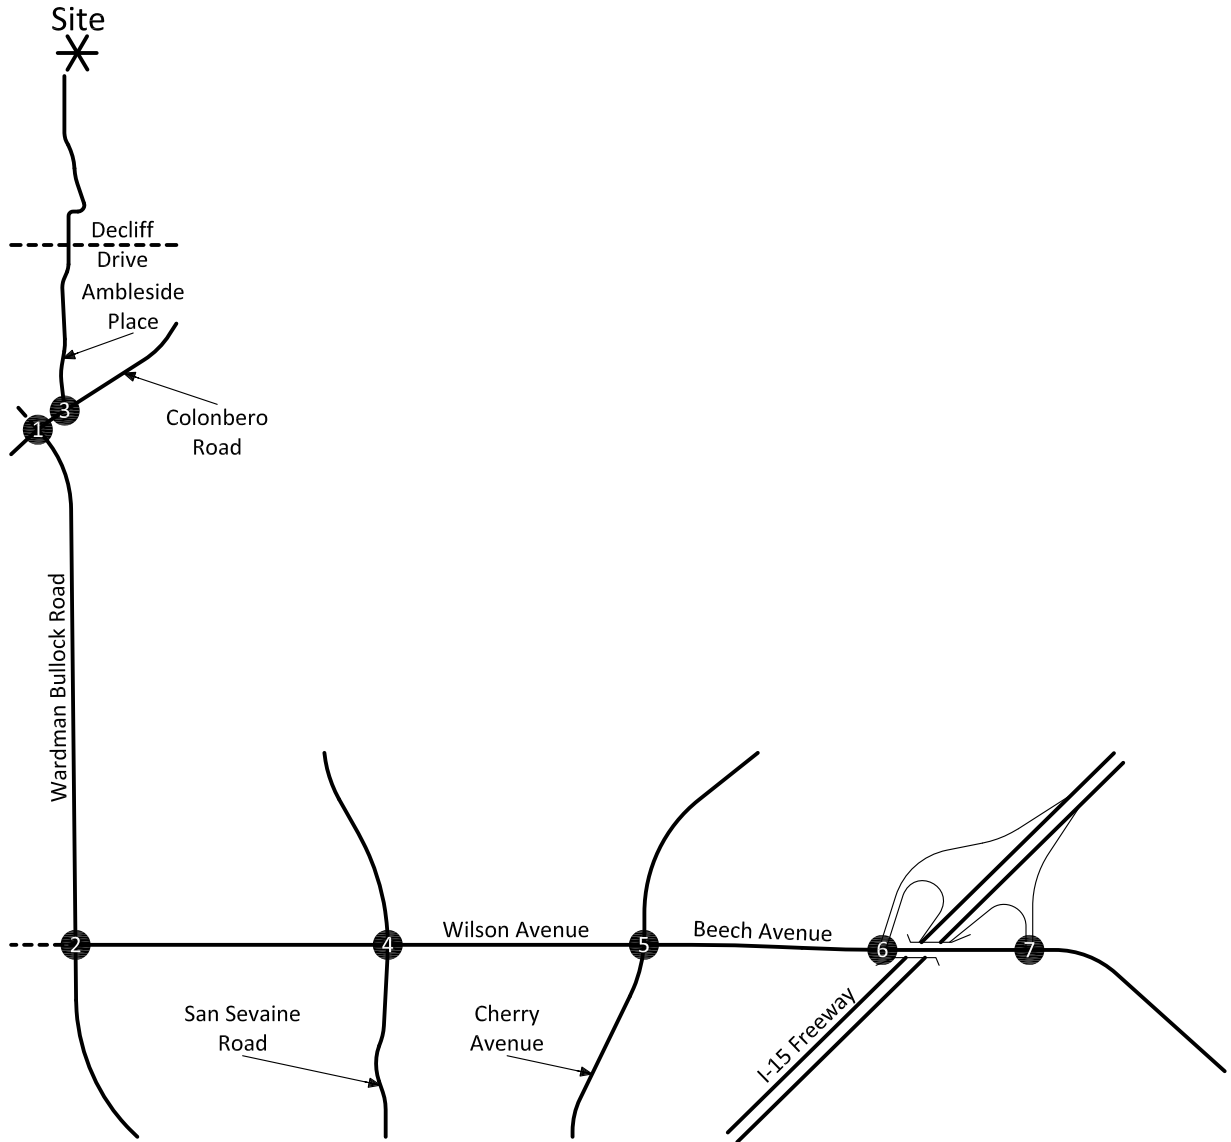 Site
Decliff
Drive
Ambleside
Place
3
1
Colonbero
Road
Wardman Bullock Road
2
4
Wilson Avenue
5
Beech Avenue
6
7
San Sevaine
Road
Cherry
Avenue
I-15 Freeway